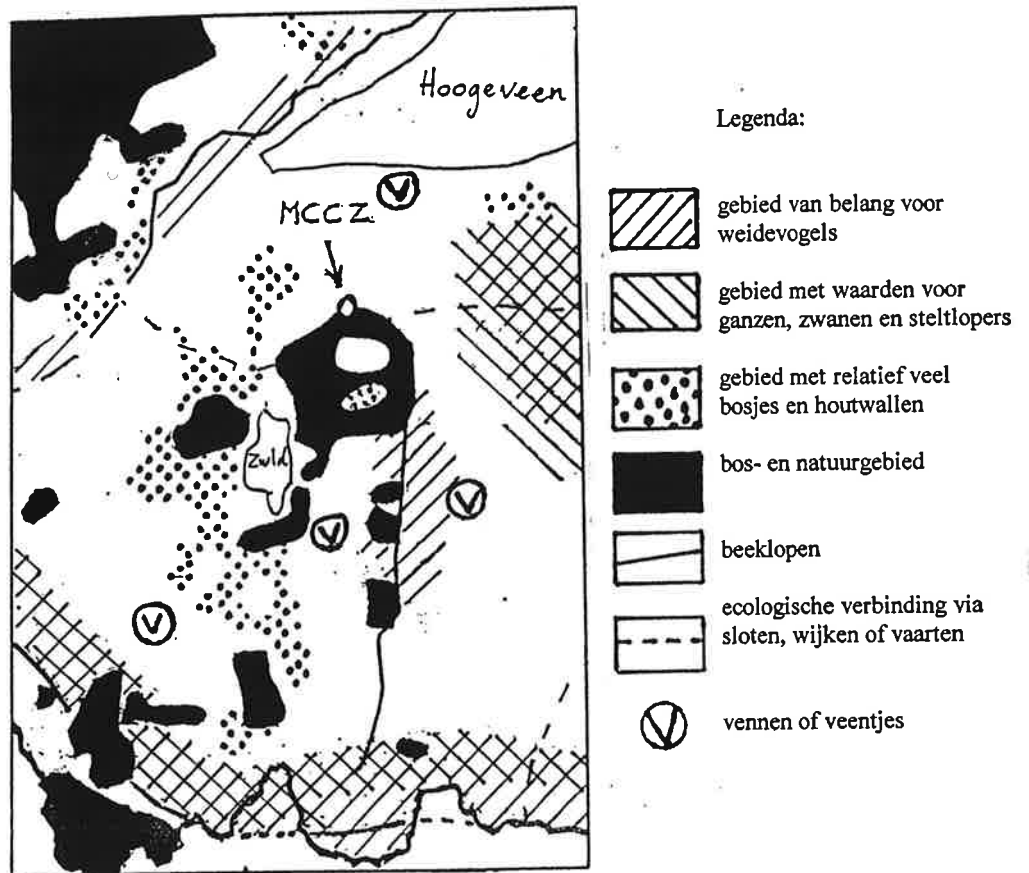 Hoogeveen
MCCZ
V
Zwld
V
V
V
Legenda:
gebied van belang voor
weidevogels
gebied met waarden voor
ganzen, zwanen en steltlopers
gebied met relatief veel
bosjes en houtwallen
bos- en natuurgebied
beeklopen
ecologische verbinding via
sloten, wijken of vaarten
V
vennen of veentjes